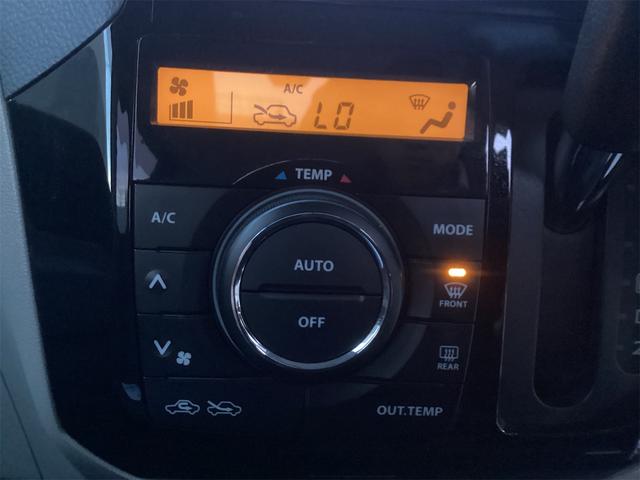 A/C
LO
TEMP
A/C
MODE
AUTO
FRONT
OFF
REAR
OUT.TEMP